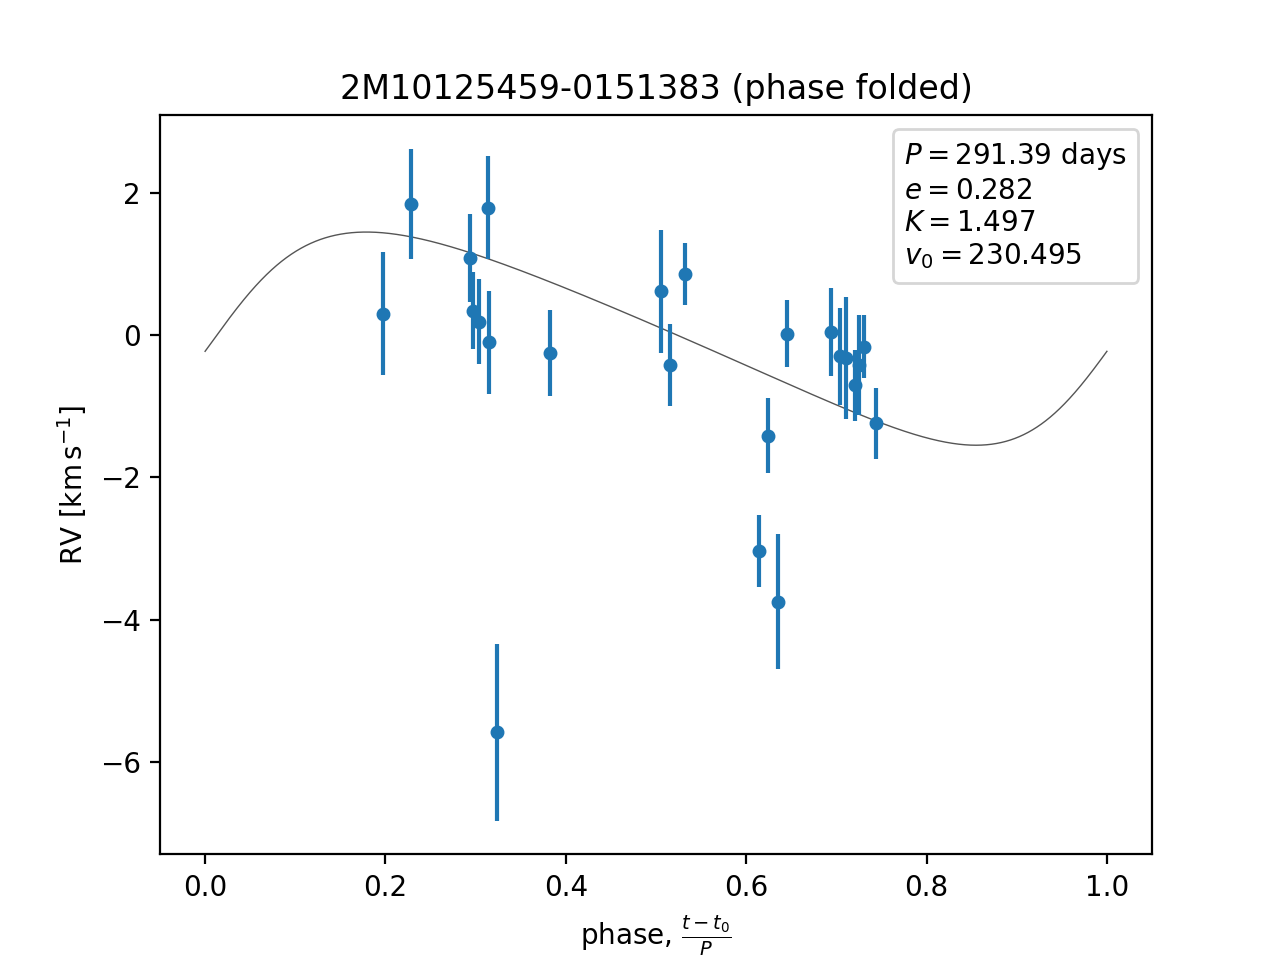 2M10125459-0151383 (phase folded)
P = 291.39 days
e = 0.282
K = 1.497
v₀ = 230.495
2
0
−2
−4
−6
RV [km s⁻¹]
0.0 0.2 0.4 0.6 0.8 1.0
phase, (t − t₀)/P